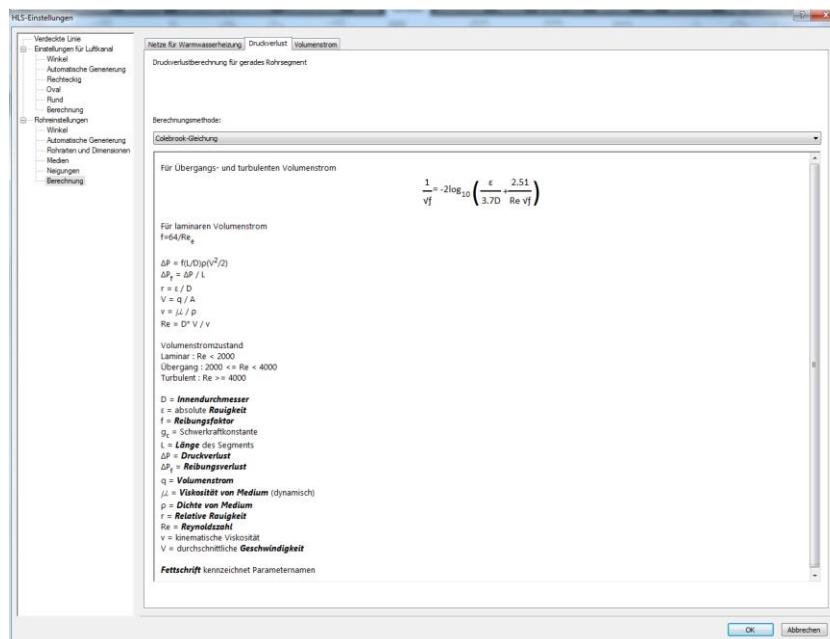 HLS-Einstellungen
Verdeckte Linie
Einstellungen für Luftkanal
Winkel
Automatische Generierung
Rechteckig
Oval
Rund
Berechnung
Rohreinstellungen
Winkel
Automatische Generierung
Rohrarten und Dimensionen
Medien
Neigungen
Berechnung
Netze für Warmwasserheizung Druckverlust Volumenstrom
Druckverlustberechnung für gerades Rohrsegment
Berechnungsmethode:
Colebrook-Gleichung
Für Übergangs- und turbulenten Volumenstrom
1/√f = -2log10 (ε/3.7D + 2.51/Re √f)
Für laminaren Volumenstrom
f=64/Re_e
ΔP = f(L/D)ρ(V²/2)
ΔP_f = ΔP / L
r = ε / D
V = q / A
v = μ / ρ
Re = D* V / v
Volumenstromzustand
Laminar : Re < 2000
Übergang : 2000 <= Re < 4000
Turbulent : Re >= 4000
D = Innendurchmesser
ε = absolute Rauigkeit
f = Reibungsfaktor
g_c = Schwerkraftkonstante
L = Länge des Segments
ΔP = Druckverlust
ΔP_f = Reibungsverlust
q = Volumenstrom
μ = Viskosität von Medium (dynamisch)
ρ = Dichte von Medium
r = Relative Rauigkeit
Re = Reynoldszahl
v = kinematische Viskosität
V = durchschnittliche Geschwindigkeit
Fettschrift kennzeichnet Parameternamen
OK Abbrechen